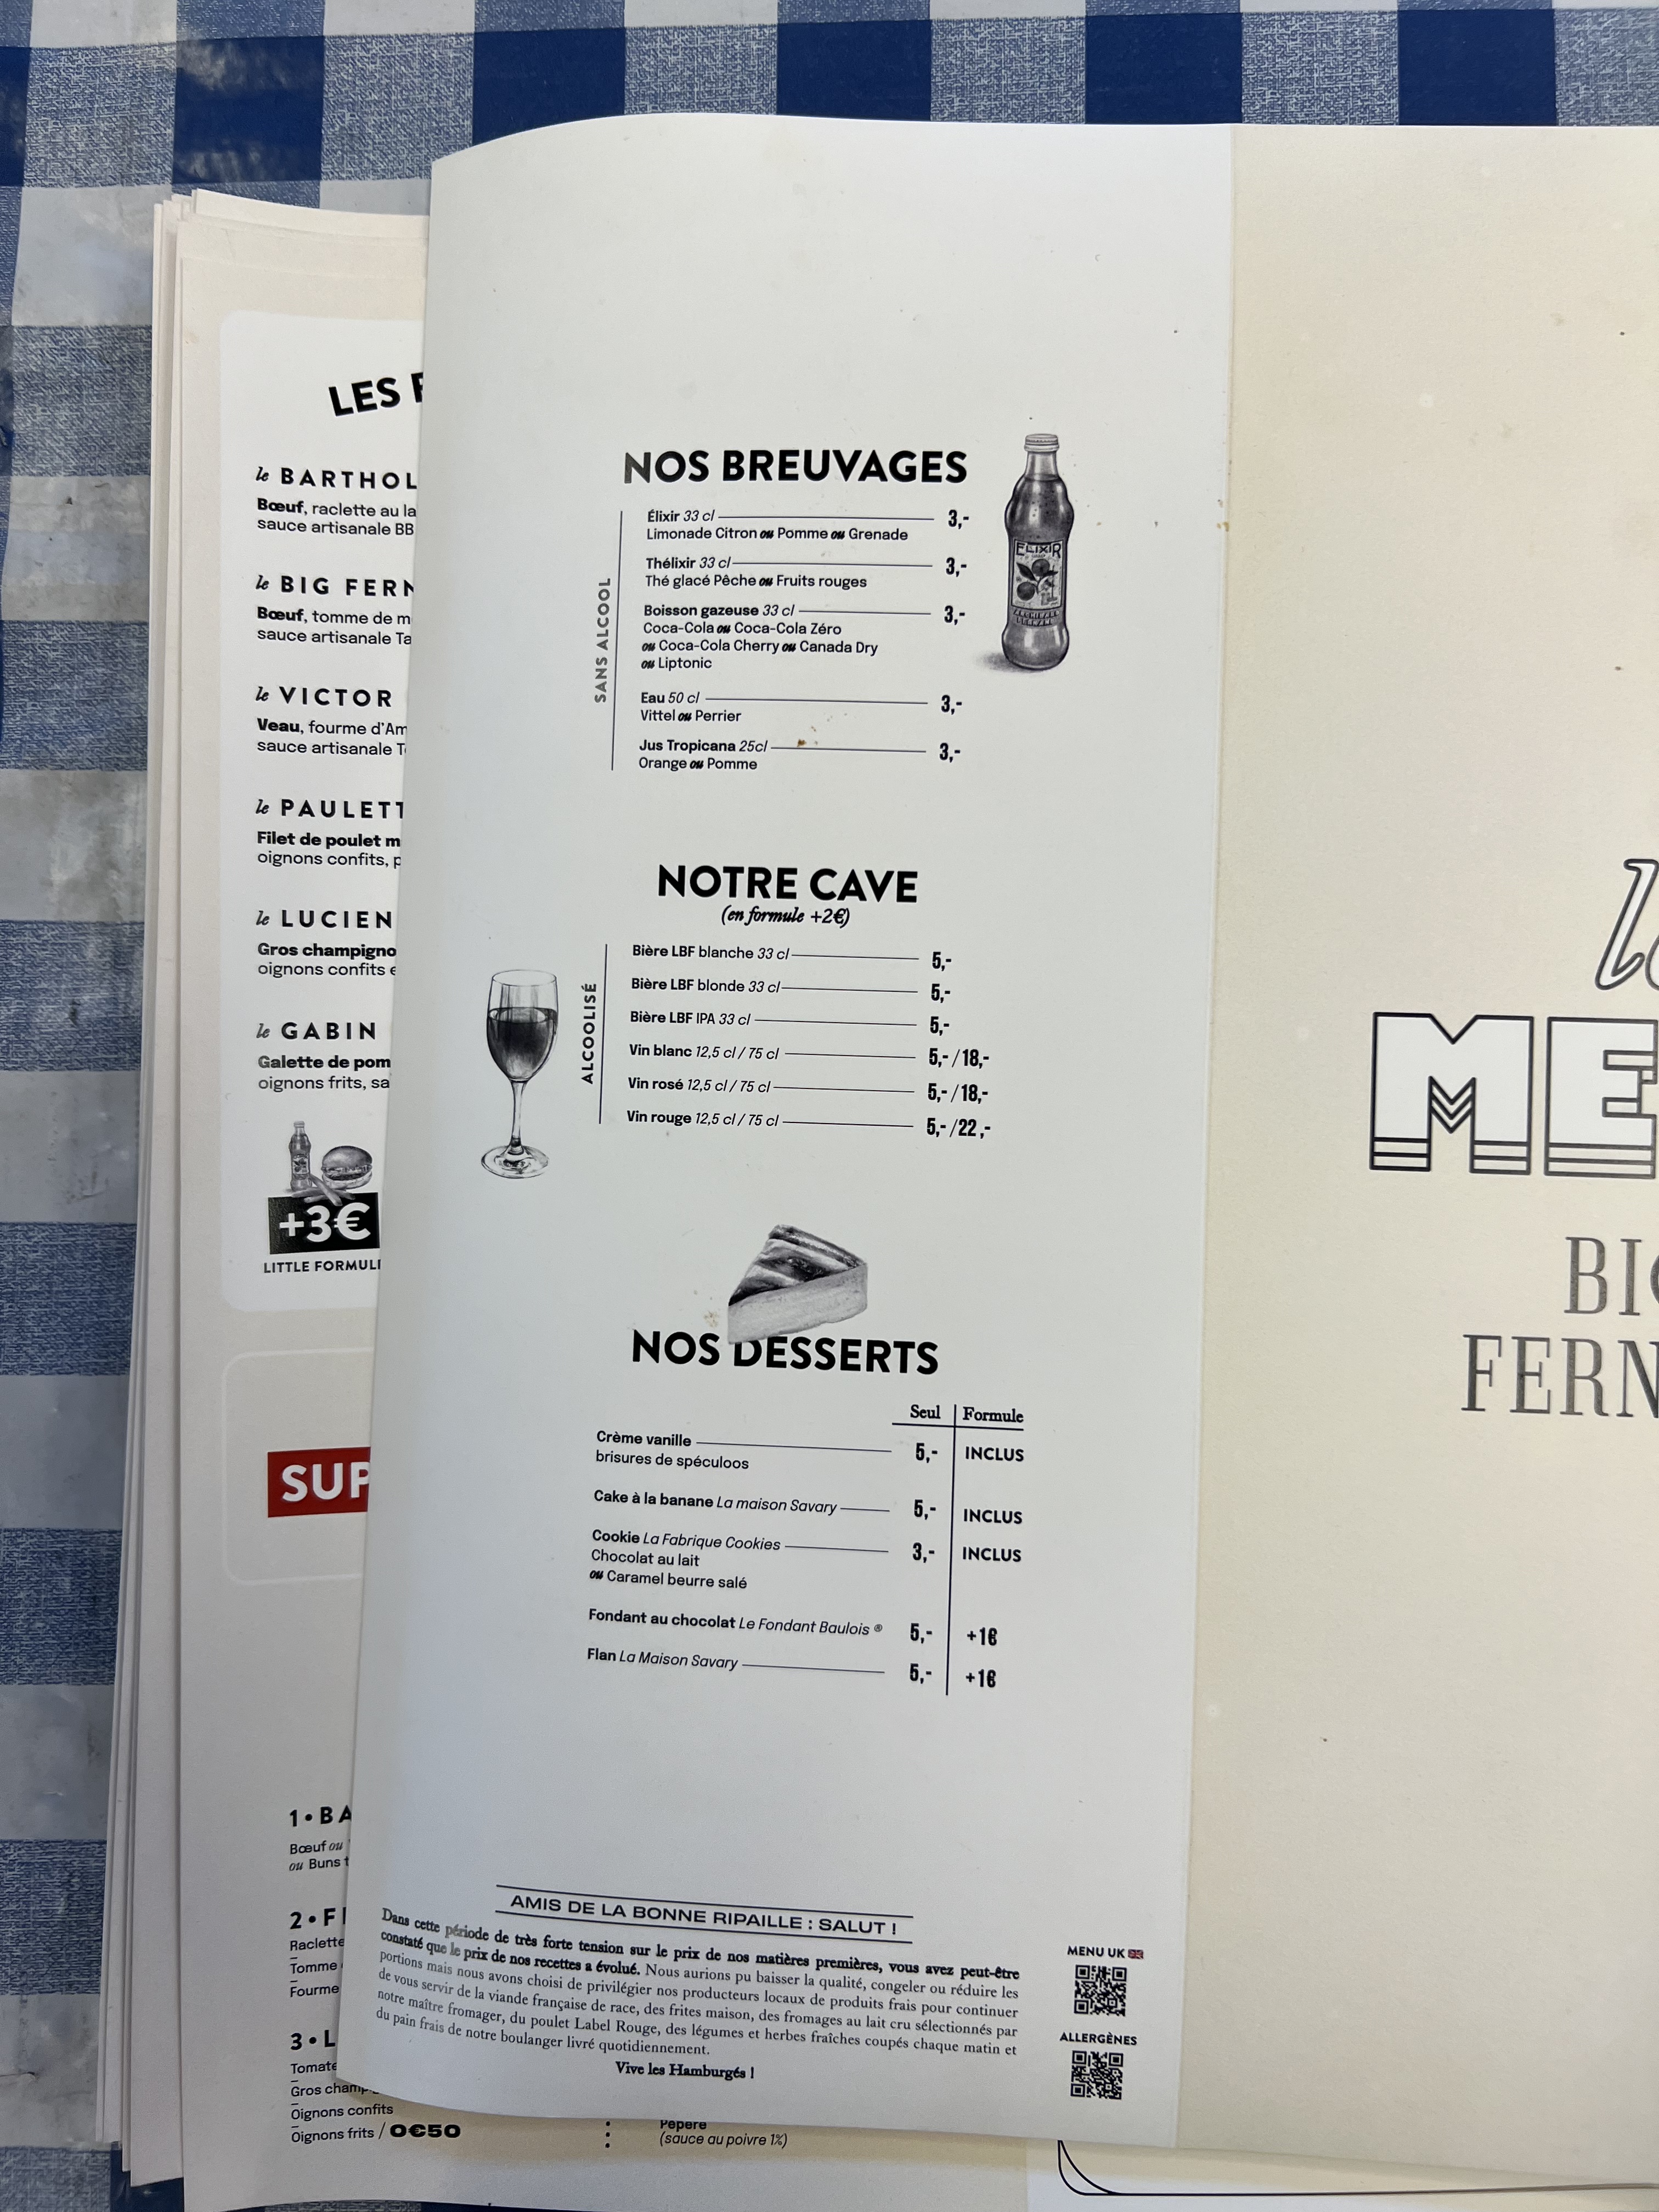 LES
le BARTHOL
Bœuf, raclette au la
sauce artisanale BB
le BIG FERN
Bœuf, tomme de m
sauce artisanale Ta
le VICTOR
Veau, fourme d'Am
sauce artisanale T
le PAULETT
Filet de poulet m
oignons confits, p
le LUCIEN
Gros champigno
oignons confits e
le GABIN
Galette de pom
oignons frits, sa
+3€
LITTLE FORMUL
SUP
1•BA
Bœuf ou
ou Buns t
2•F
Raclette
Tomme
Fourme
3•L
Tomate
Gros champ
Oignons confits
Oignons frits / 0€50
Pépère
(sauce au poivre 1%)
NOS BREUVAGES
SANS ALCOOL
Élixir 33 cl 3,-
Limonade Citron ou Pomme ou Grenade
Thélixir 33 cl 3,-
Thé glacé Pêche ou Fruits rouges
Boisson gazeuse 33 cl 3,-
Coca-Cola ou Coca-Cola Zéro
ou Coca-Cola Cherry ou Canada Dry
ou Liptonic
Eau 50 cl 3,-
Vittel ou Perrier
Jus Tropicana 25cl 3,-
Orange ou Pomme
ELIXIR
NOTRE CAVE
(en formule +2€)
ALCOOLISÉ
Bière LBF blanche 33 cl 5,-
Bière LBF blonde 33 cl 5,-
Bière LBF IPA 33 cl 5,-
Vin blanc 12,5 cl / 75 cl 5,- /18,-
Vin rosé 12,5 cl / 75 cl 5,- /18,-
Vin rouge 12,5 cl / 75 cl 5,- /22,-
NOS DESSERTS
Seul Formule
Crème vanille 5,- INCLUS
brisures de spéculoos
Cake à la banane La maison Savary 5,- INCLUS
Cookie La Fabrique Cookies 3,- INCLUS
Chocolat au lait
ou Caramel beurre salé
Fondant au chocolat Le Fondant Baulois ® 5,- +1€
Flan La Maison Savary 5,- +1€
AMIS DE LA BONNE RIPAILLE : SALUT !
Dans cette période de très forte tension sur le prix de nos matières premières, vous avez peut-être
constaté que le prix de nos recettes a évolué. Nous aurions pu baisser la qualité, congeler ou réduire les
portions mais nous avons choisi de privilégier nos producteurs locaux de produits frais pour continuer
de vous servir de la viande française de race, des frites maison, des fromages au lait cru sélectionnés par
notre maître fromager, du poulet Label Rouge, des légumes et herbes fraîches coupés chaque matin et
du pain frais de notre boulanger livré quotidiennement.
Vive les Hamburgés !
MENU UK
ALLERGÈNES
ME
BI
FERN